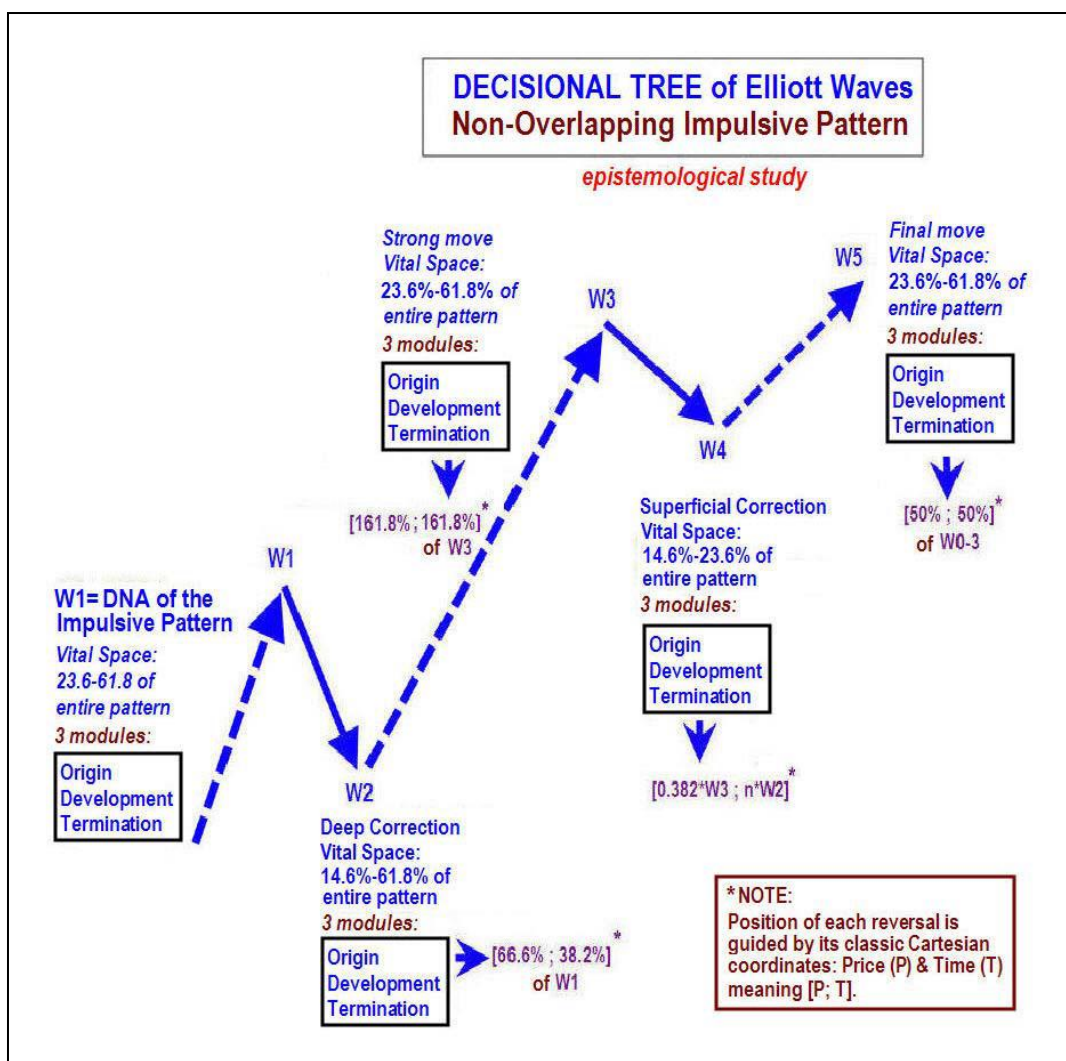 DECISIONAL TREE of Elliott Waves
Non-Overlapping Impulsive Pattern
epistemological study
Strong move
Vital Space:
23.6%-61.8% of
entire pattern
3 modules:
Origin
Development
Termination
[161.8% ; 161.8%]*
of W3
W3
W5
Final move
Vital Space:
23.6%-61.8% of
entire pattern
3 modules:
Origin
Development
Termination
[50% ; 50%]*
of W0-3
W4
Superficial Correction
Vital Space:
14.6%-23.6% of
entire pattern
3 modules:
Origin
Development
Termination
[0.382*W3 ; n*W2]*
W1
W1= DNA of the
Impulsive Pattern
Vital Space:
23.6-61.8 of
entire pattern
3 modules:
Origin
Development
Termination
W2
Deep Correction
Vital Space:
14.6%-61.8% of
entire pattern
3 modules:
Origin
Development
Termination
[66.6% ; 38.2%]*
of W1
* NOTE:
Position of each reversal is
guided by its classic Cartesian
coordinates: Price (P) & Time (T)
meaning [P; T].